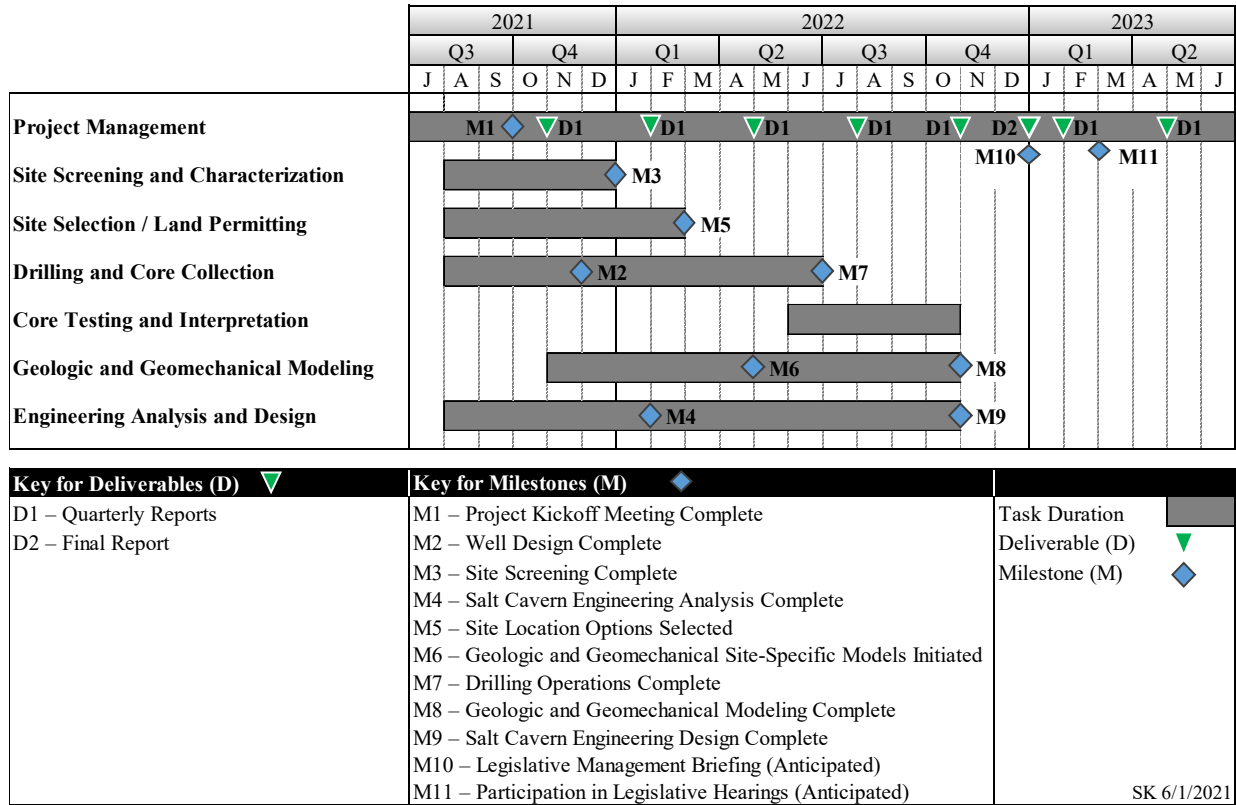 2021 2022 2023
Q3 Q4 Q1 Q2 Q3 Q4 Q1 Q2
J A S O N D J F M A M J J A S O N D J F M A M J
Project Management M1 D1 D1 D1 D1 D1 D2 D1 D1
M10 M11
Site Screening and Characterization M3
Site Selection / Land Permitting M5
Drilling and Core Collection M2 M7
Core Testing and Interpretation
Geologic and Geomechanical Modeling M6 M8
Engineering Analysis and Design M4 M9
Key for Deliverables (D) Key for Milestones (M)
D1 – Quarterly Reports M1 – Project Kickoff Meeting Complete Task Duration
D2 – Final Report M2 – Well Design Complete Deliverable (D)
M3 – Site Screening Complete Milestone (M)
M4 – Salt Cavern Engineering Analysis Complete
M5 – Site Location Options Selected
M6 – Geologic and Geomechanical Site-Specific Models Initiated
M7 – Drilling Operations Complete
M8 – Geologic and Geomechanical Modeling Complete
M9 – Salt Cavern Engineering Design Complete
M10 – Legislative Management Briefing (Anticipated)
M11 – Participation in Legislative Hearings (Anticipated) SK 6/1/2021